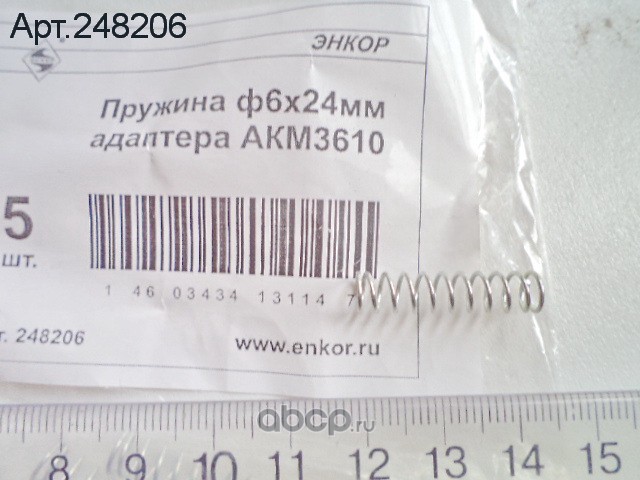 Арт.248206
ЭНКОР
Пружина ф6х24мм
адаптера АКМ3610
5
шт.
1 46 03434 13114 7
т. 248206
www.enkor.ru
abcp.ru
8 9 10 11 12 13 14 15